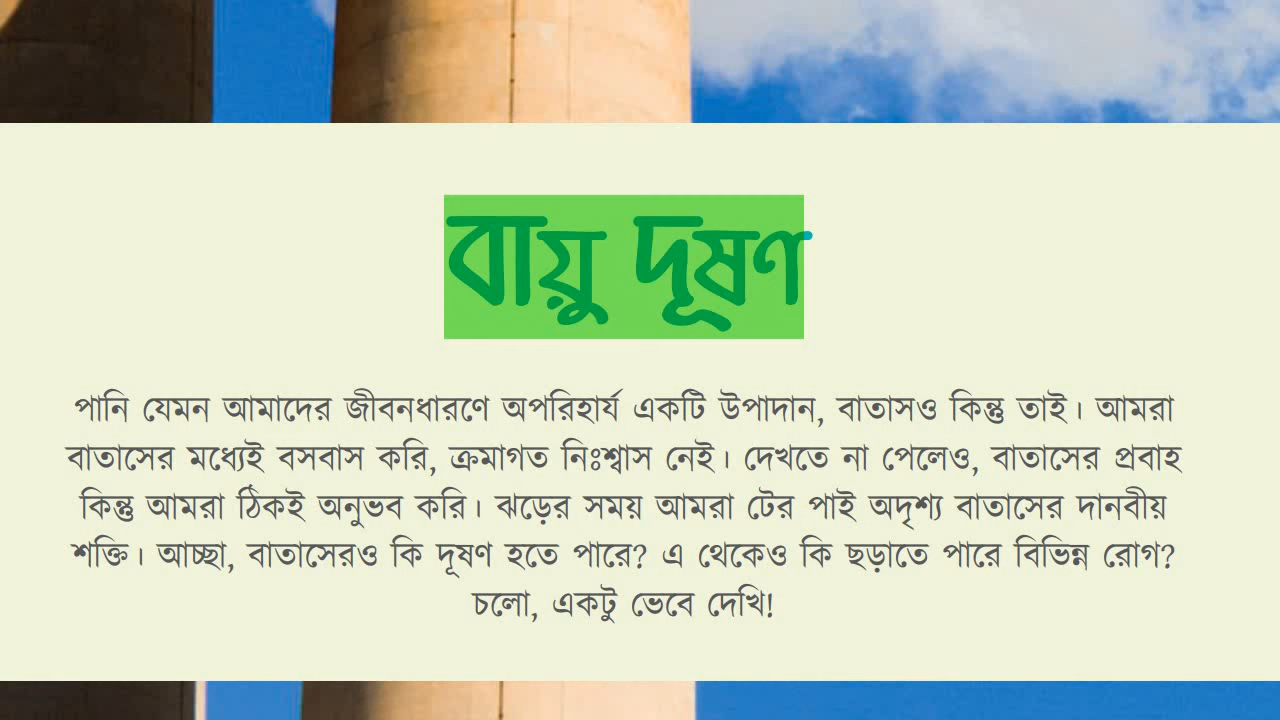 বায়ু দূষণ
পানি যেমন আমাদের জীবনধারণে অপরিহার্য একটি উপাদান, বাতাসও কিন্তু তাই। আমরা
বাতাসের মধ্যেই বসবাস করি, ক্রমাগত নিঃশ্বাস নেই। দেখতে না পেলেও, বাতাসের প্রবাহ
কিন্তু আমরা ঠিকই অনুভব করি। ঝড়ের সময় আমরা টের পাই অদৃশ্য বাতাসের দানবীয়
শক্তি। আচ্ছা, বাতাসেরও কি দূষণ হতে পারে? এ থেকেও কি ছড়াতে পারে বিভিন্ন রোগ?
চলো, একটু ভেবে দেখি!